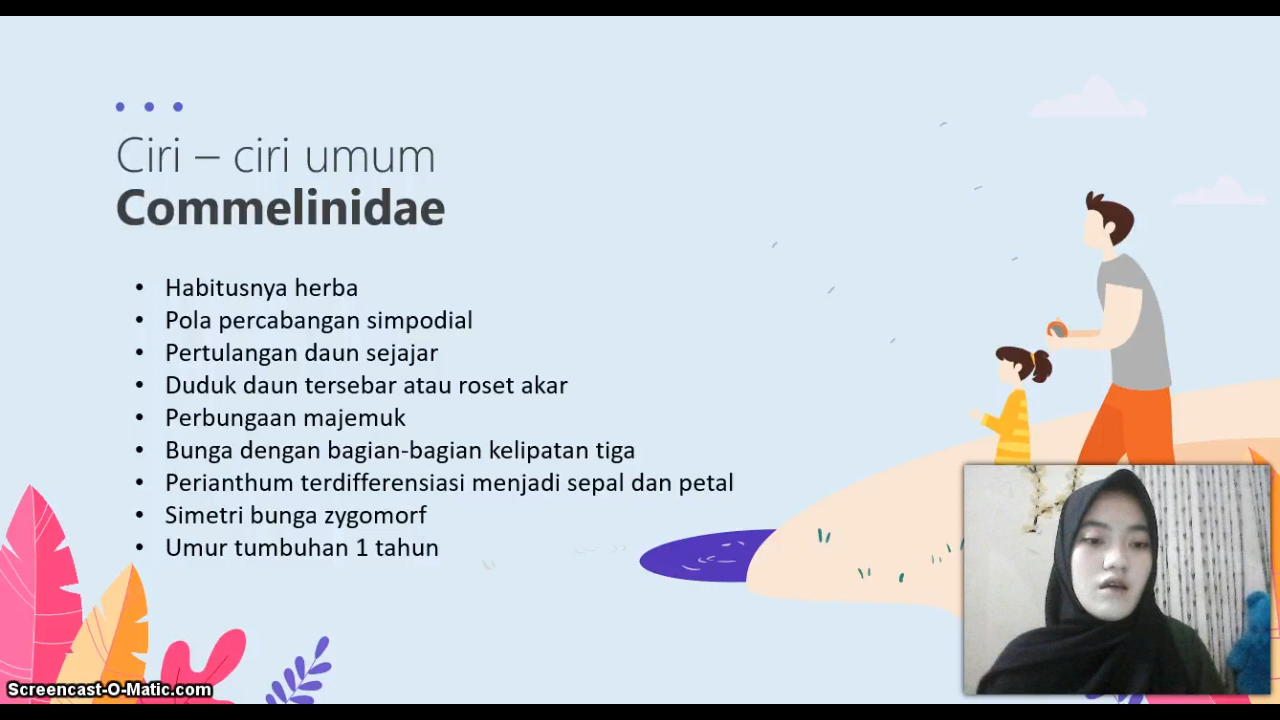 Ciri – ciri umum
Commelinidae
• Habitusnya herba
• Pola percabangan simpodial
• Pertulangan daun sejajar
• Duduk daun tersebar atau roset akar
• Perbungaan majemuk
• Bunga dengan bagian-bagian kelipatan tiga
• Perianthum terdifferensiasi menjadi sepal dan petal
• Simetri bunga zygomorf
• Umur tumbuhan 1 tahun
Screencast-O-Matic.com